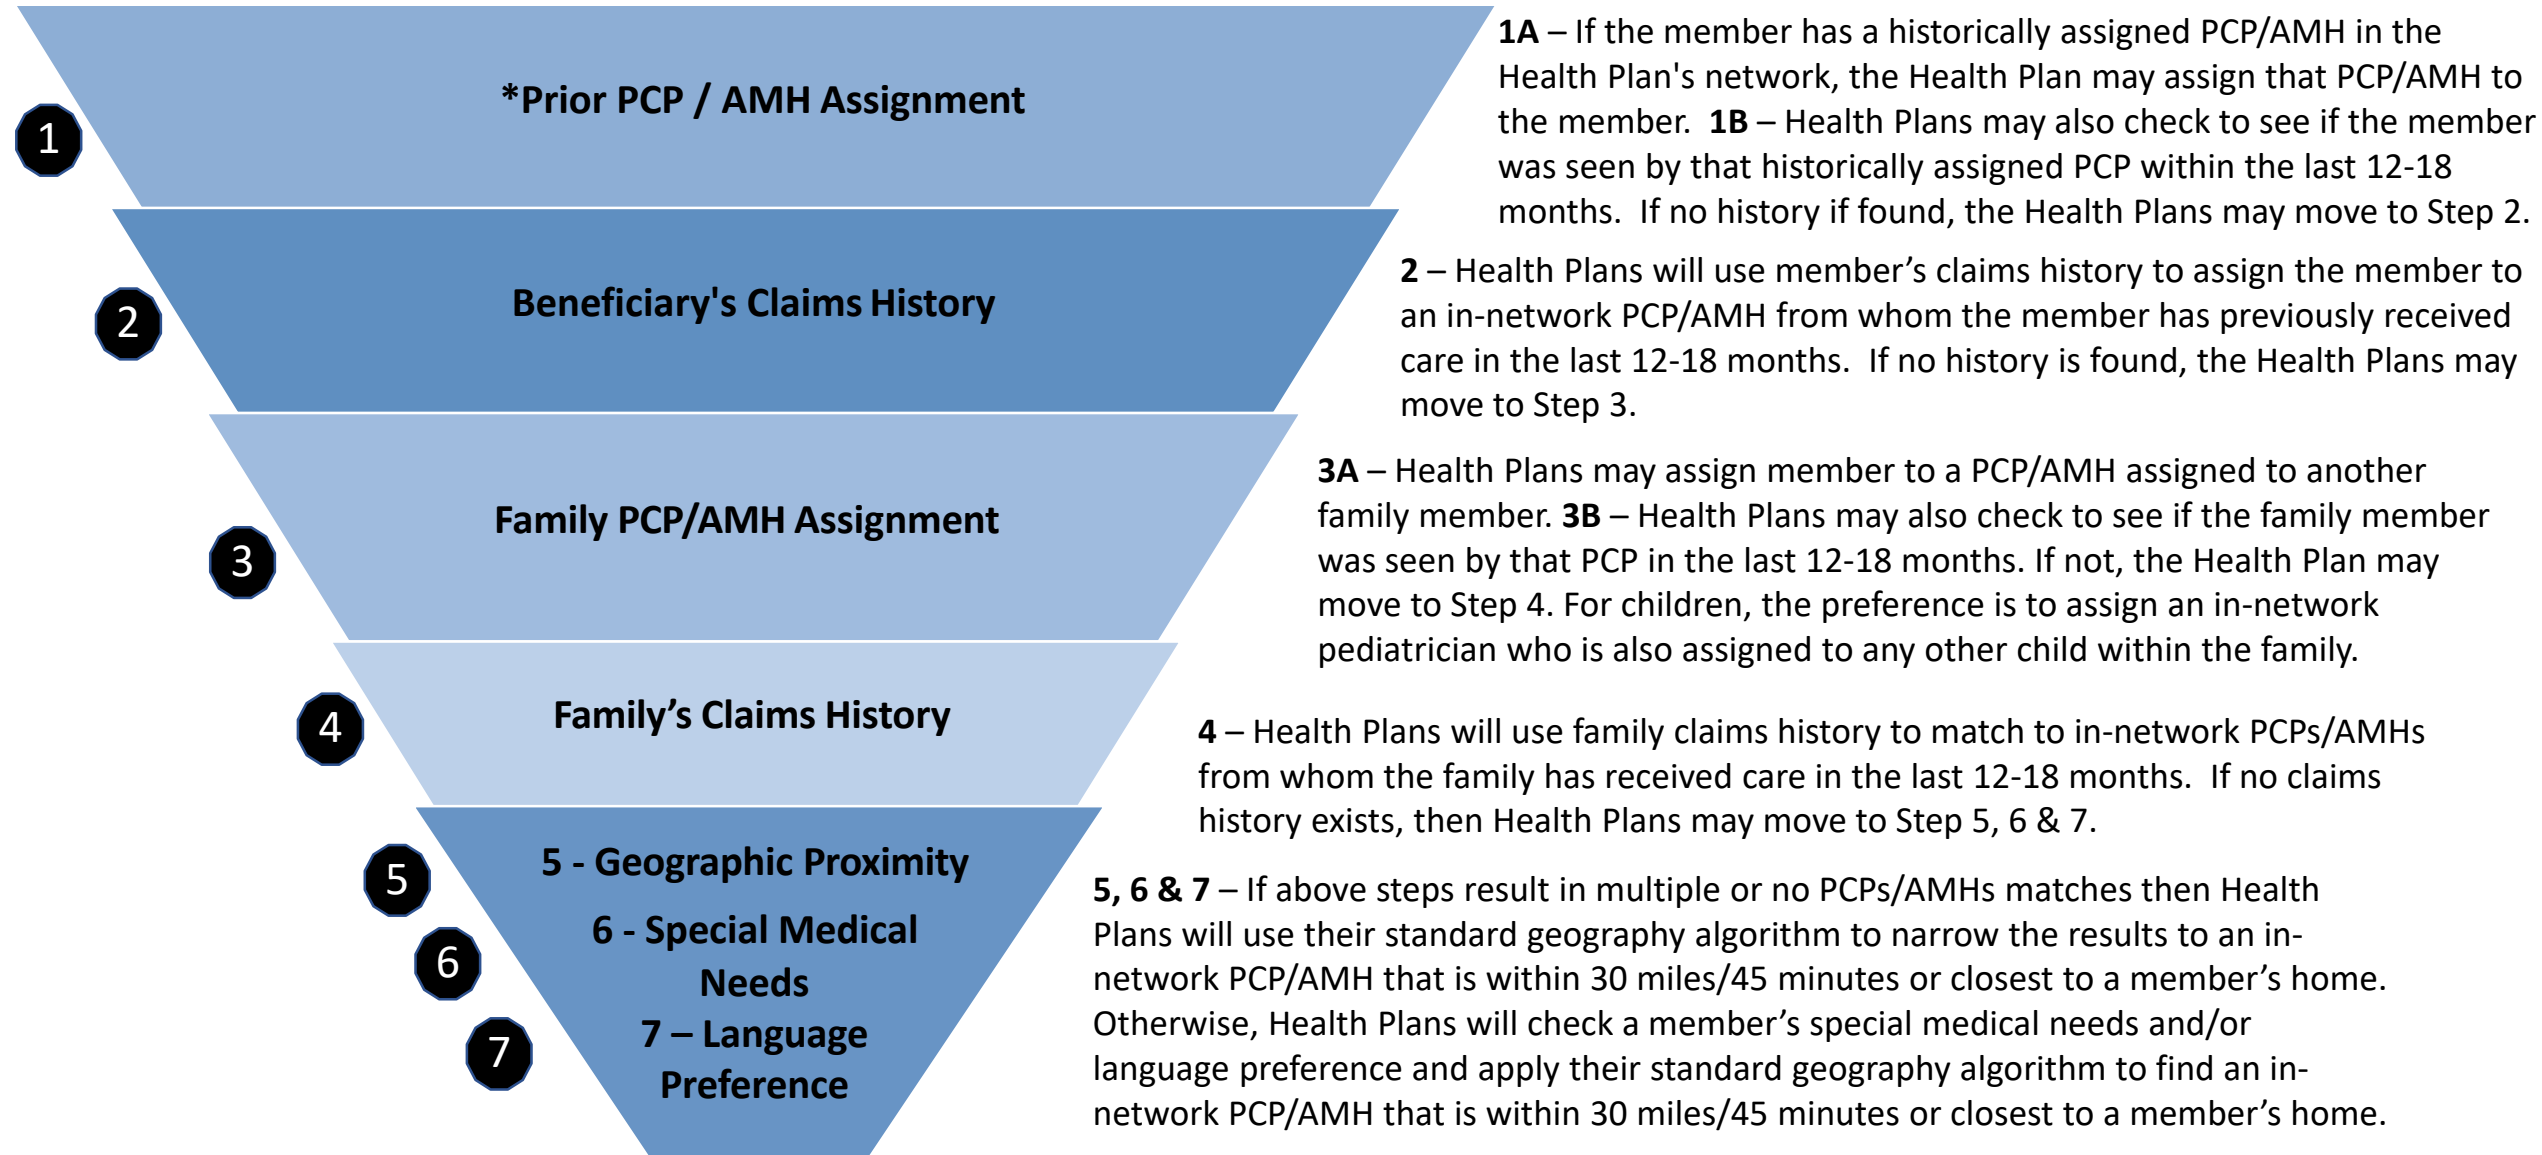 *Prior PCP / AMH Assignment
1
1A – If the member has a historically assigned PCP/AMH in the
Health Plan's network, the Health Plan may assign that PCP/AMH to
the member.  1B – Health Plans may also check to see if the member
was seen by that historically assigned PCP within the last 12-18
months.  If no history if found, the Health Plans may move to Step 2.
Beneficiary's Claims History
2
2 – Health Plans will use member’s claims history to assign the member to
an in-network PCP/AMH from whom the member has previously received
care in the last 12-18 months.  If no history is found, the Health Plans may
move to Step 3.
Family PCP/AMH Assignment
3
3A – Health Plans may assign member to a PCP/AMH assigned to another
family member. 3B – Health Plans may also check to see if the family member
was seen by that PCP in the last 12-18 months. If not, the Health Plan may
move to Step 4. For children, the preference is to assign an in-network
pediatrician who is also assigned to any other child within the family.
Family’s Claims History
4
4 – Health Plans will use family claims history to match to in-network PCPs/AMHs
from whom the family has received care in the last 12-18 months.  If no claims
history exists, then Health Plans may move to Step 5, 6 & 7.
5 - Geographic Proximity
5
6 - Special Medical
Needs
6
7 – Language
Preference
7
5, 6 & 7 – If above steps result in multiple or no PCPs/AMHs matches then Health
Plans will use their standard geography algorithm to narrow the results to an in-
network PCP/AMH that is within 30 miles/45 minutes or closest to a member’s home.
Otherwise, Health Plans will check a member’s special medical needs and/or
language preference and apply their standard geography algorithm to find an in-
network PCP/AMH that is within 30 miles/45 minutes or closest to a member’s home.